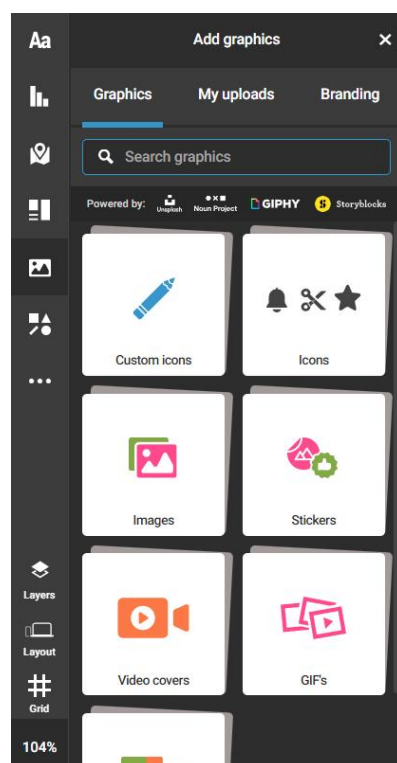 Aa
Add graphics
Graphics My uploads Branding
Search graphics
Powered by: Unsplash Noun Project GIPHY S Storyblocks
Custom icons Icons
Images Stickers
Video covers GIF's
Layers
Layout
Grid
104%